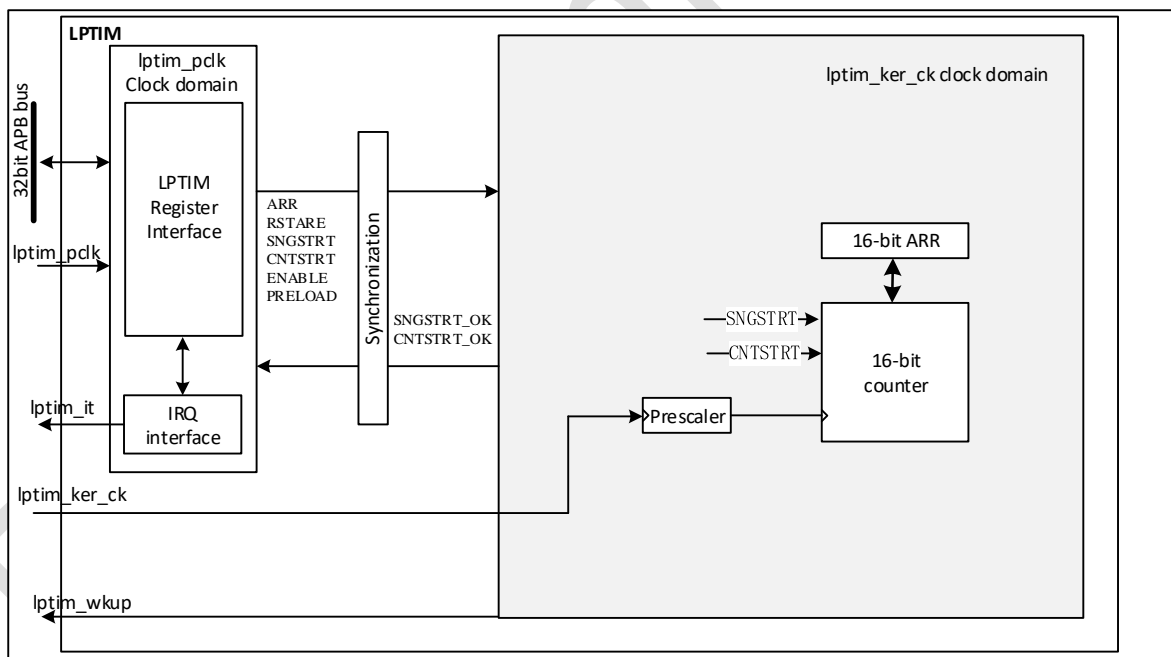 LPTIM
lptim_pclk
Clock domain
lptim_ker_ck clock domain
32bit APB bus
LPTIM
Register
Interface
ARR
RSTARE
SNGSTRT
CNTSTRT
ENABLE
PRELOAD
Synchronization
16-bit ARR
lptim_pclk
SNGSTRT_OK
CNTSTRT_OK
SNGSTRT
CNTSTRT
16-bit
counter
lptim_it
IRQ
interface
Prescaler
lptim_ker_ck
lptim_wkup